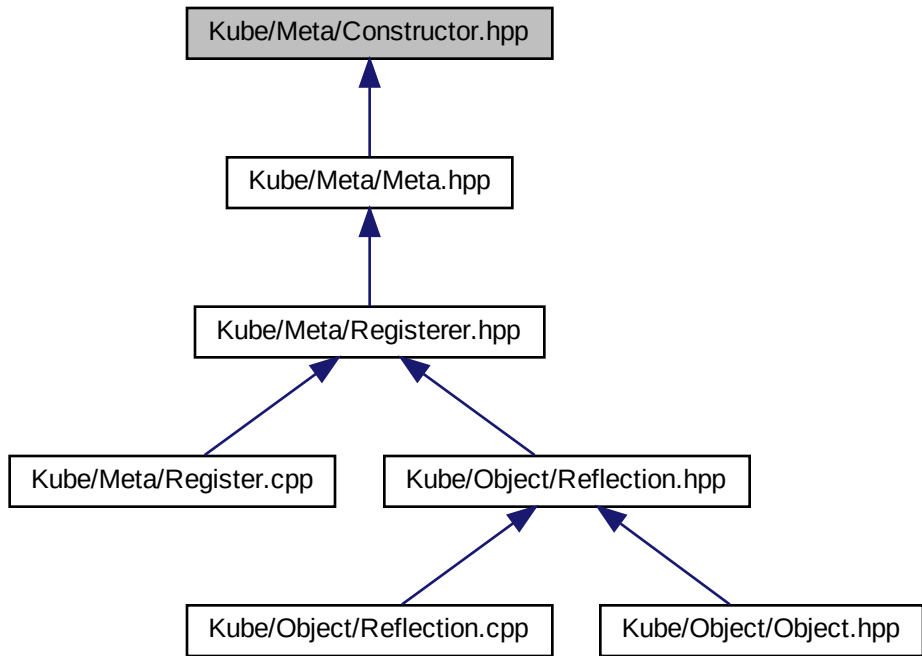 Kube/Meta/Constructor.hpp
Kube/Meta/Meta.hpp
Kube/Meta/Registerer.hpp
Kube/Meta/Register.cpp
Kube/Object/Reflection.hpp
Kube/Object/Reflection.cpp
Kube/Object/Object.hpp